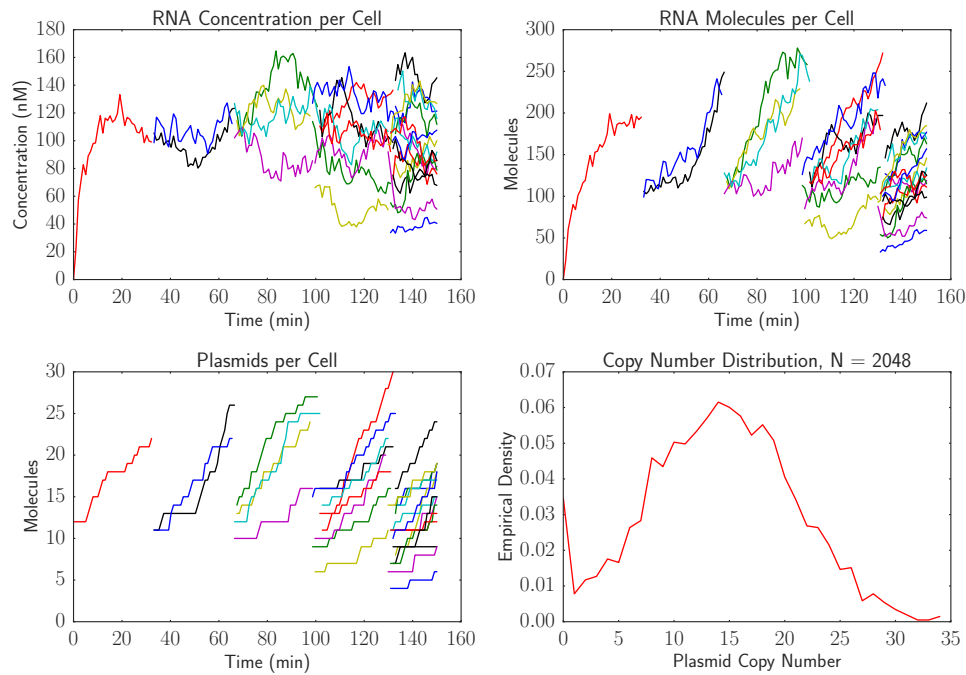 RNA Concentration per Cell
180
160
140
120
100
80
60
40
20
0
Concentration (nM)
0 20 40 60 80 100 120 140 160
Time (min)
RNA Molecules per Cell
300
250
200
150
100
50
0
Molecules
0 20 40 60 80 100 120 140 160
Time (min)
Plasmids per Cell
30
25
20
15
10
5
0
Molecules
0 20 40 60 80 100 120 140 160
Time (min)
Copy Number Distribution, N = 2048
0.07
0.06
0.05
0.04
0.03
0.02
0.01
0.00
Empirical Density
0 5 10 15 20 25 30 35
Plasmid Copy Number